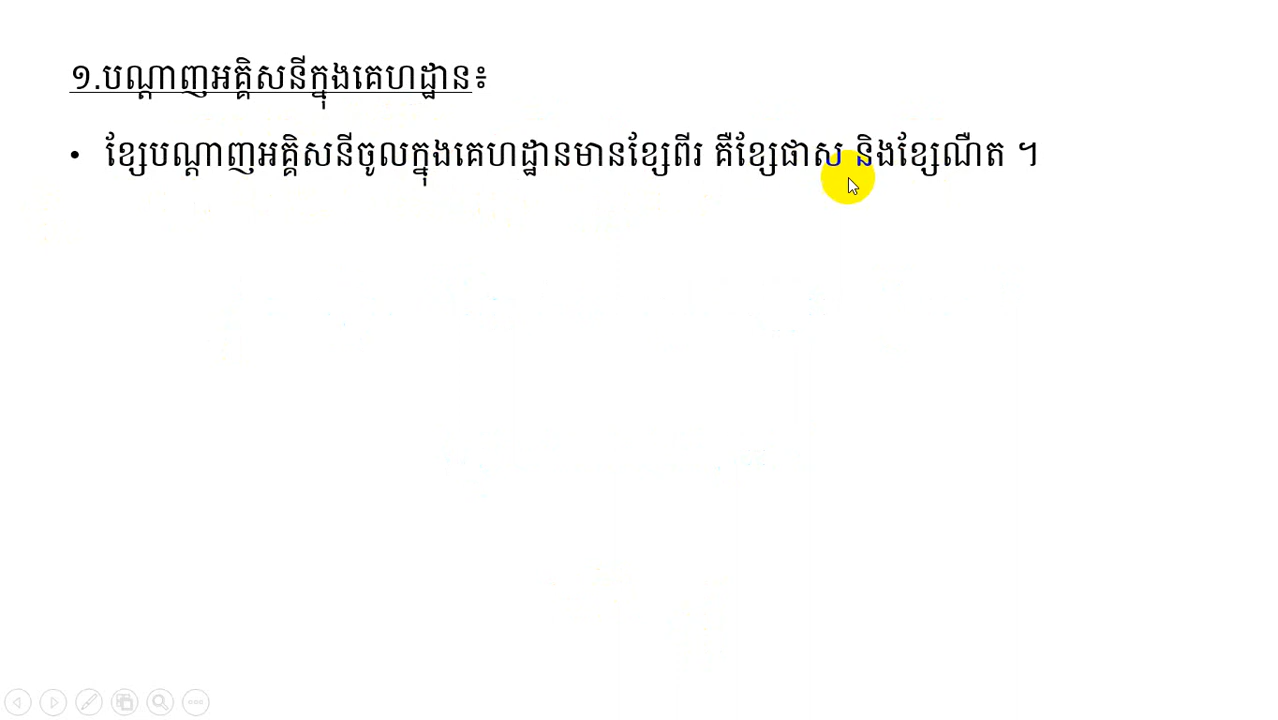 ១.បណ្តាញអគ្គិសនីក្នុងគេហដ្ឋាន៖
• ខ្សែបណ្តាញអគ្គិសនីចូលក្នុងគេហដ្ឋានមានខ្សែពីរ គឺខ្សែផាស និងខ្សែណឺត ។